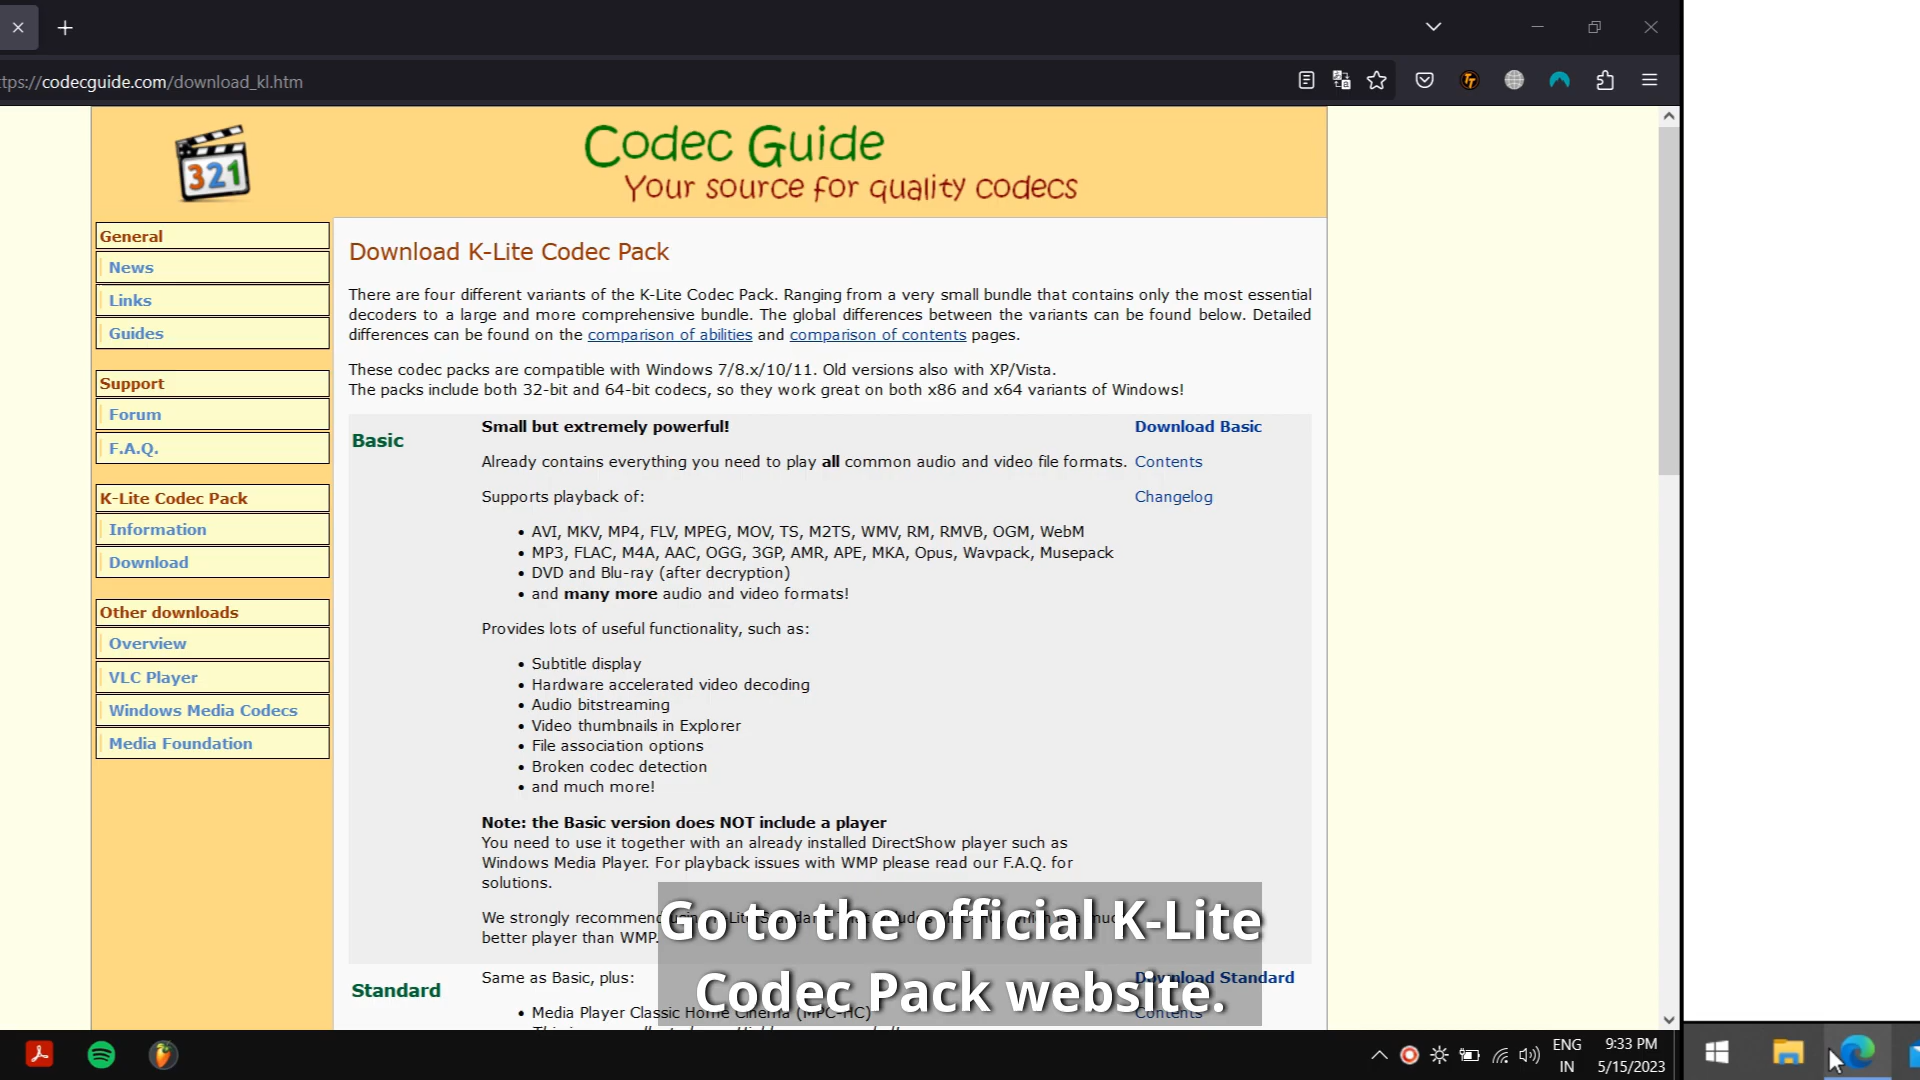 tps://codecguide.com/download_kl.htm
321
Codec Guide
Your source for quality codecs
General
News
Links
Guides
Support
Forum
F.A.Q.
K-Lite Codec Pack
Information
Download
Other downloads
Overview
VLC Player
Windows Media Codecs
Media Foundation
Download K-Lite Codec Pack
There are four different variants of the K-Lite Codec Pack. Ranging from a very small bundle that contains only the most essential
decoders to a large and more comprehensive bundle. The global differences between the variants can be found below. Detailed
differences can be found on the comparison of abilities and comparison of contents pages.
These codec packs are compatible with Windows 7/8.x/10/11. Old versions also with XP/Vista.
The packs include both 32-bit and 64-bit codecs, so they work great on both x86 and x64 variants of Windows!
Basic
Small but extremely powerful!
Download Basic
Already contains everything you need to play all common audio and video file formats.
Contents
Supports playback of:
Changelog
• AVI, MKV, MP4, FLV, MPEG, MOV, TS, M2TS, WMV, RM, RMVB, OGM, WebM
• MP3, FLAC, M4A, AAC, OGG, 3GP, AMR, APE, MKA, Opus, Wavpack, Musepack
• DVD and Blu-ray (after decryption)
• and many more audio and video formats!
Provides lots of useful functionality, such as:
• Subtitle display
• Hardware accelerated video decoding
• Audio bitstreaming
• Video thumbnails in Explorer
• File association options
• Broken codec detection
• and much more!
Note: the Basic version does NOT include a player
You need to use it together with an already installed DirectShow player such as
Windows Media Player. For playback issues with WMP please read our F.A.Q. for
solutions.
We strongly recommend
better player than WMP.
Go to the official K-Lite
Codec Pack website.
Standard
Same as Basic, plus:
Download Standard
• Media Player Classic Home Cinema (MPC-HC)
Contents
ENG
IN
9:33 PM
5/15/2023